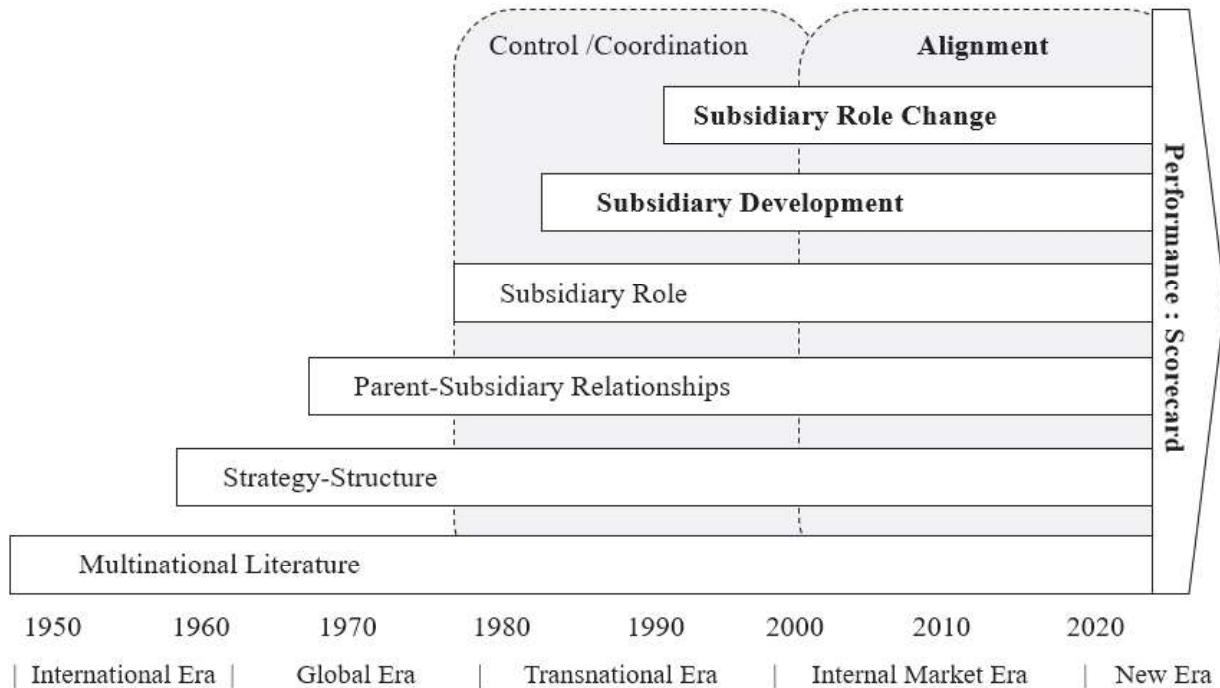 Control /Coordination
Alignment
Subsidiary Role Change
Subsidiary Development
Subsidiary Role
Parent-Subsidiary Relationships
Strategy-Structure
Multinational Literature
Performance : Scorecard
1950 1960 1970 1980 1990 2000 2010 2020
| International Era | Global Era | Transnational Era | Internal Market Era | New Era